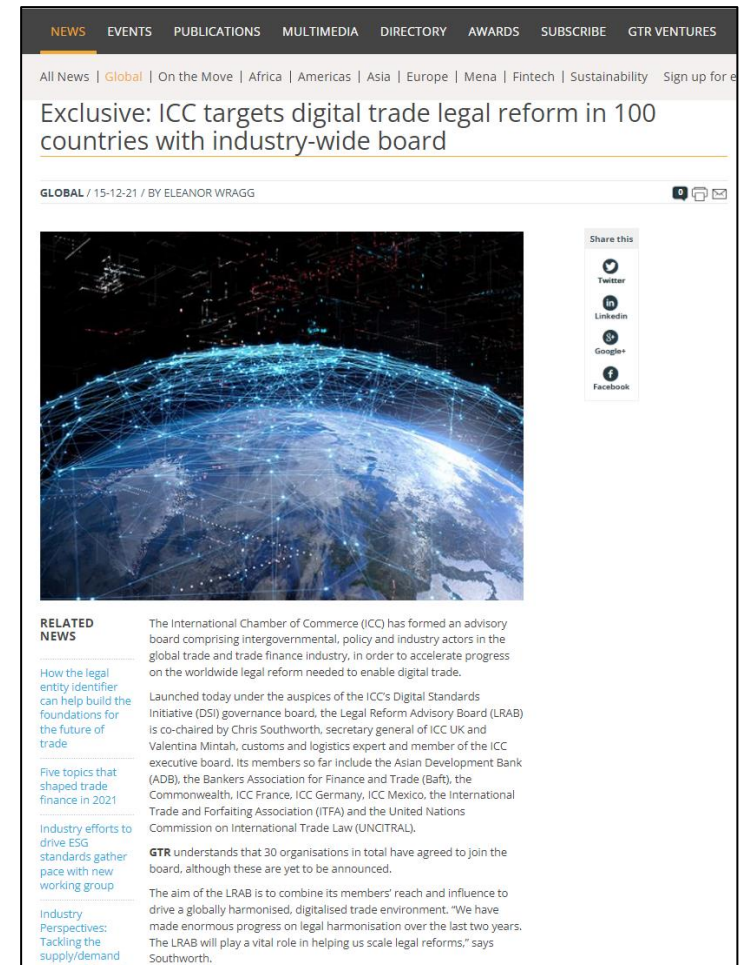 NEWS EVENTS PUBLICATIONS MULTIMEDIA DIRECTORY AWARDS SUBSCRIBE GTR VENTURES
All News | Global | On the Move | Africa | Americas | Asia | Europe | Mena | Fintech | Sustainability Sign up for e
Exclusive: ICC targets digital trade legal reform in 100
countries with industry-wide board
GLOBAL / 15-12-21 / BY ELEANOR WRAGG
0
Share this
Twitter
in
Linkedin
Google+
Facebook
RELATED
NEWS
How the legal
entity identifier
can help build the
foundations for
the future of
trade
Five topics that
shaped trade
finance in 2021
Industry efforts to
drive ESG
standards gather
pace with new
working group
Industry
Perspectives:
Tackling the
supply/demand
The International Chamber of Commerce (ICC) has formed an advisory
board comprising intergovernmental, policy and industry actors in the
global trade and trade finance industry, in order to accelerate progress
on the worldwide legal reform needed to enable digital trade.
Launched today under the auspices of the ICC's Digital Standards
Initiative (DSI) governance board, the Legal Reform Advisory Board (LRAB)
is co-chaired by Chris Southworth, secretary general of ICC UK and
Valentina Mintah, customs and logistics expert and member of the ICC
executive board. Its members so far include the Asian Development Bank
(ADB), the Bankers Association for Finance and Trade (Baft), the
Commonwealth, ICC France, ICC Germany, ICC Mexico, the International
Trade and Forfaiting Association (ITFA) and the United Nations
Commission on International Trade Law (UNCITRAL).
GTR understands that 30 organisations in total have agreed to join the
board, although these are yet to be announced.
The aim of the LRAB is to combine its members' reach and influence to
drive a globally harmonised, digitalised trade environment. "We have
made enormous progress on legal harmonisation over the last two years.
The LRAB will play a vital role in helping us scale legal reforms," says
Southworth.